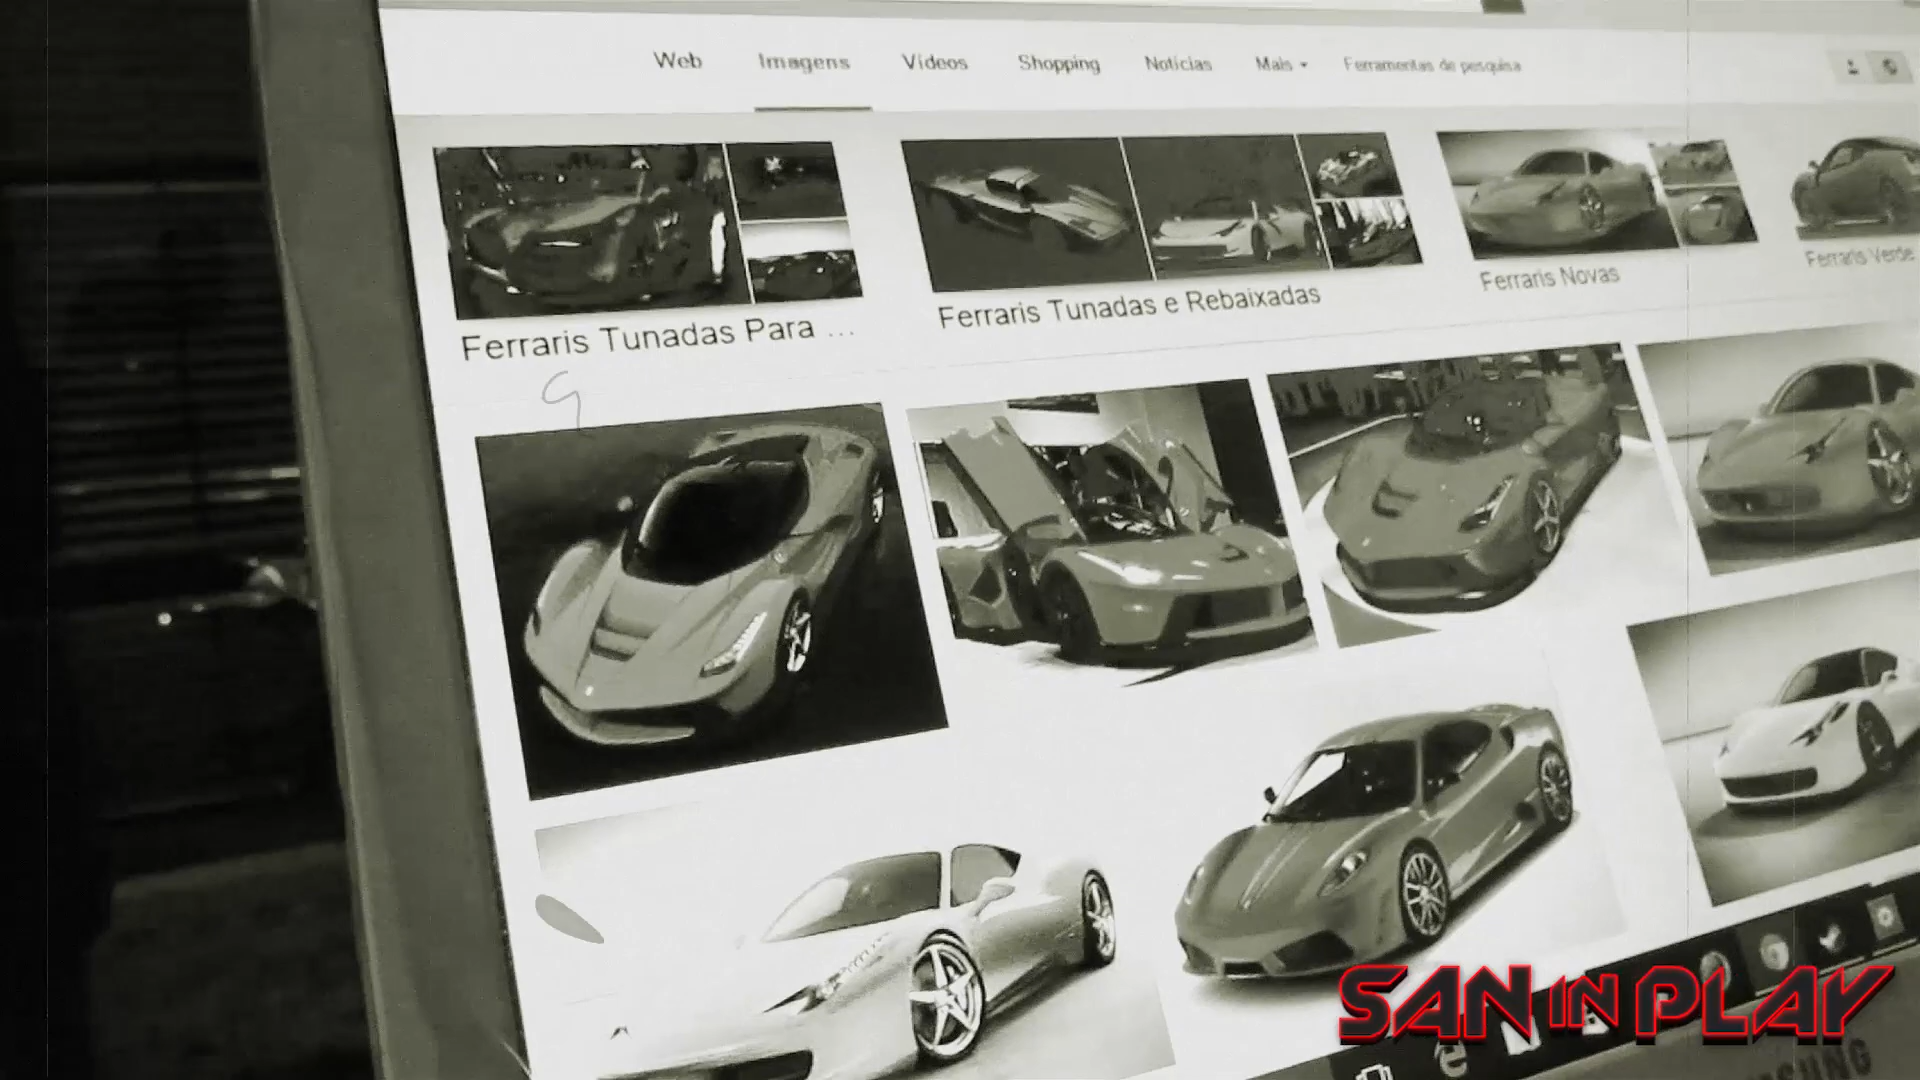 Web Imagens Vídeos Shopping Notícias Mais Ferramentas de pesquisa
Ferraris Tunadas Para ...
Ferraris Tunadas e Rebaixadas
Ferraris Novas
Ferraris Verde
SAN IN PLAY
SAMSUNG